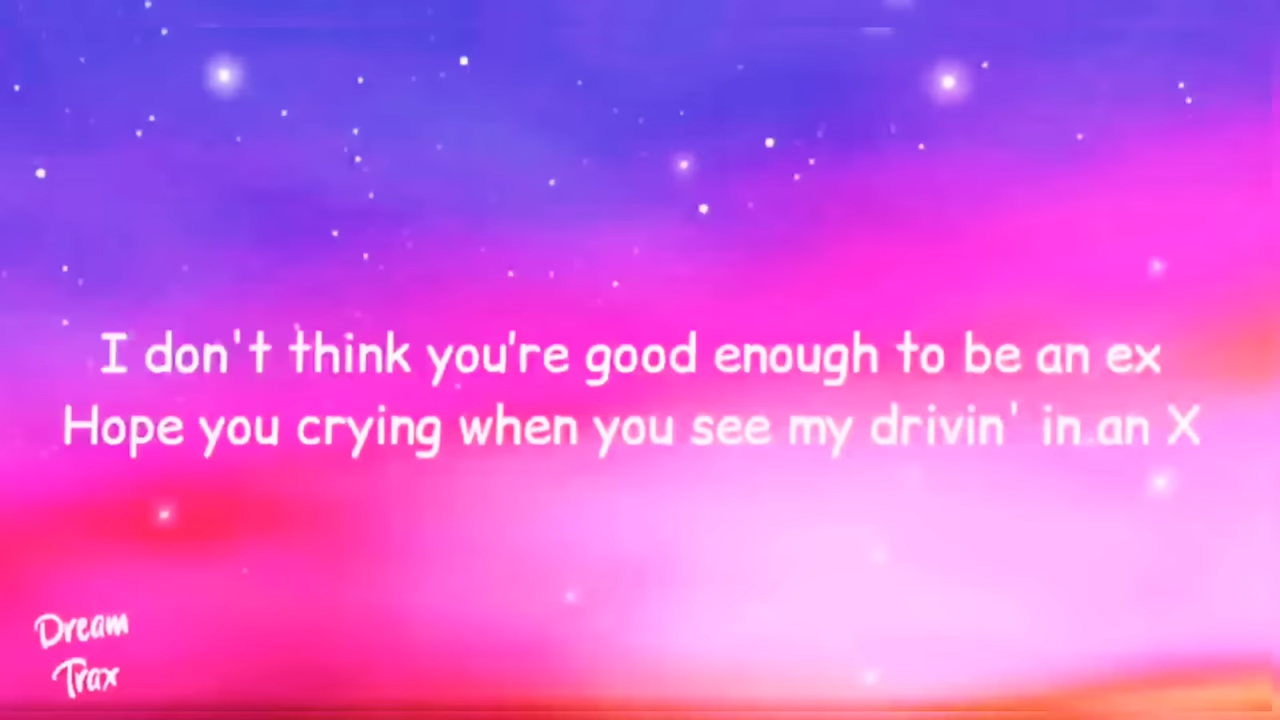 I don't think you're good enough to be an ex
Hope you crying when you see my drivin' in an X
Dream
Trax